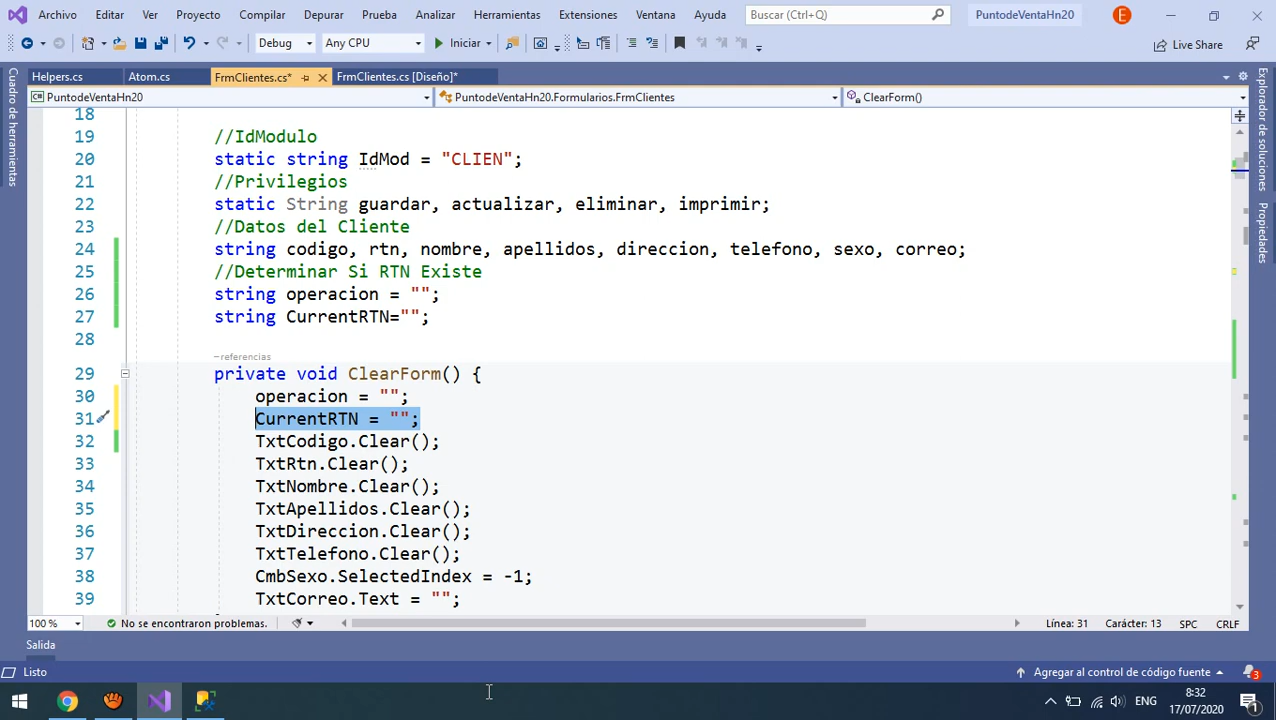 Archivo Editar Ver Proyecto Compilar Depurar Prueba Analizar Herramientas Extensiones Ventana Ayuda Buscar (Ctrl+Q) PuntodeVentaHn20 E
Debug Any CPU Iniciar Live Share
Helpers.cs Atom.cs FrmClientes.cs* FrmClientes.cs [Diseño]*
PuntodeVentaHn20 PuntodeVentaHn20.Formularios.FrmClientes ClearForm()
Cuadro de herramientas
Explorador de soluciones
Propiedades
18
19 //IdModulo
20 static string IdMod = "CLIEN";
21 //Privilegios
22 static String guardar, actualizar, eliminar, imprimir;
23 //Datos del Cliente
24 string codigo, rtn, nombre, apellidos, direccion, telefono, sexo, correo;
25 //Determinar Si RTN Existe
26 string operacion = "";
27 string CurrentRTN="";
28
referencias
29 private void ClearForm() {
30 operacion = "";
31 CurrentRTN = "";
32 TxtCodigo.Clear();
33 TxtRtn.Clear();
34 TxtNombre.Clear();
35 TxtApellidos.Clear();
36 TxtDireccion.Clear();
37 TxtTelefono.Clear();
38 CmbSexo.SelectedIndex = -1;
39 TxtCorreo.Text = "";
100 % No se encontraron problemas. Línea: 31 Carácter: 13 SPC CRLF
Salida
Listo Agregar al control de código fuente 3
ENG 8:32
17/07/2020 1